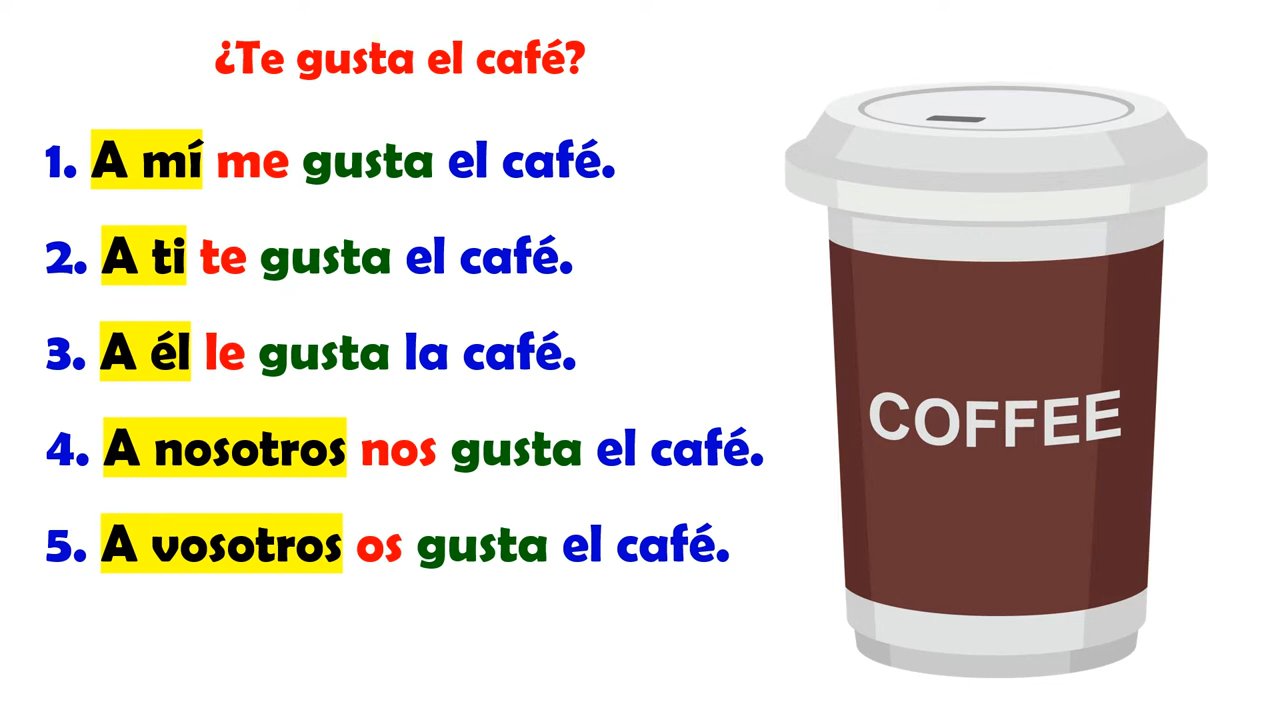 ¿Te gusta el café?
1. A mí me gusta el café.
2. A ti te gusta el café.
3. A él le gusta la café.
4. A nosotros nos gusta el café.
5. A vosotros os gusta el café.
COFFEE